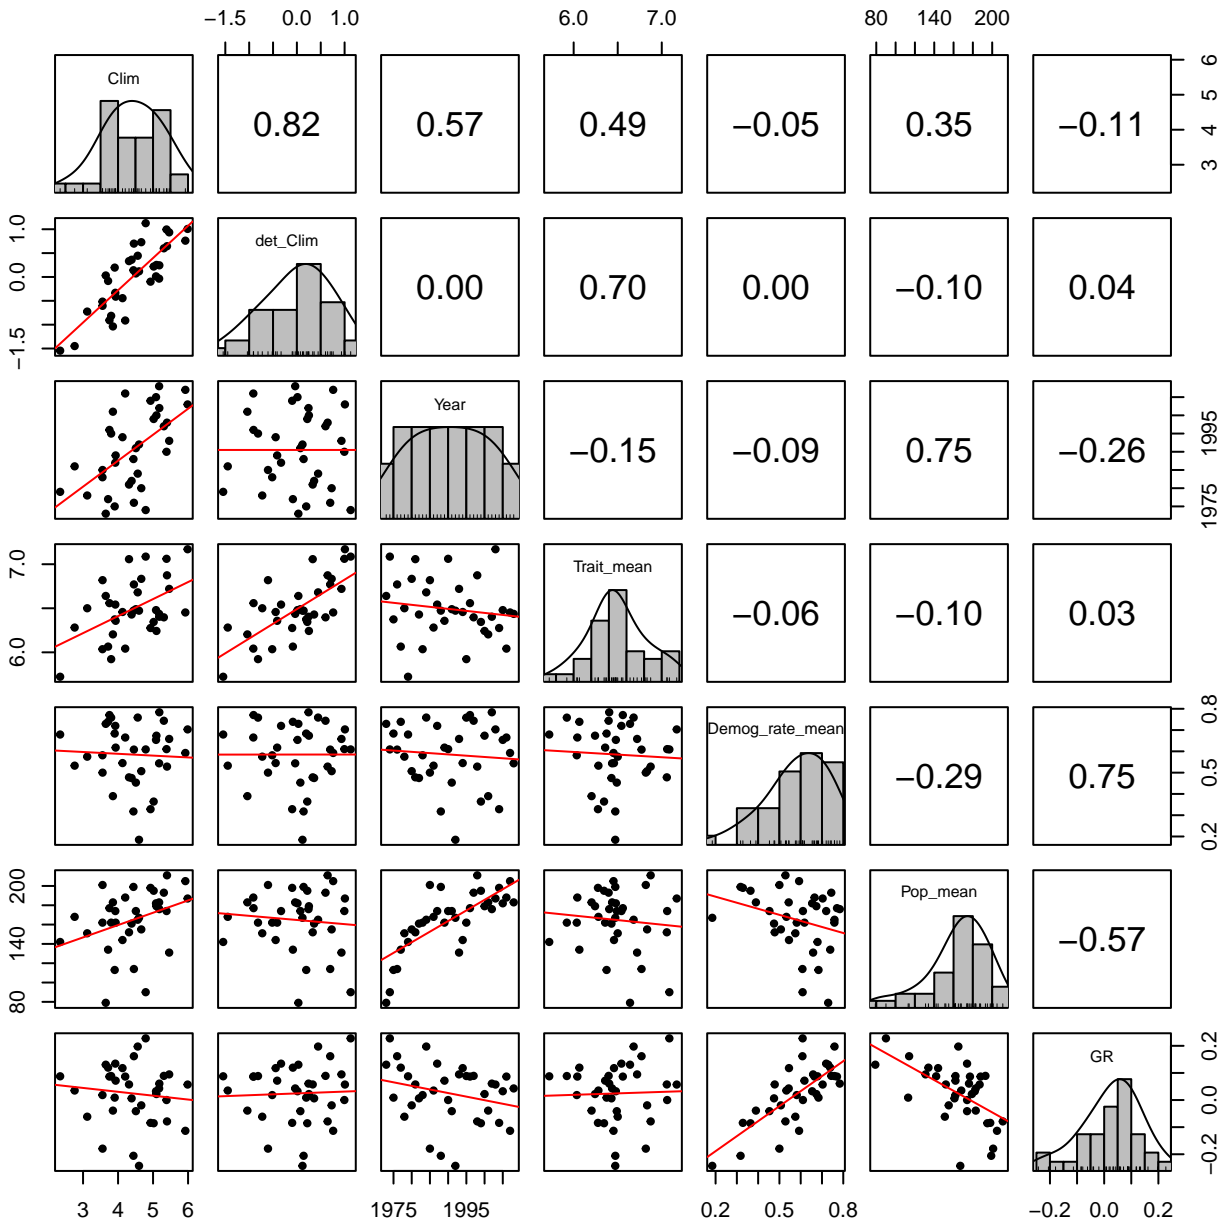 −1.5 0.0 1.0 6.0 7.0 80 140 200
Clim 0.82 0.57 0.49 −0.05 0.35 −0.11
3 4 5 6
−1.5 0.0 1.0
det_Clim 0.00 0.70 0.00 −0.10 0.04
Year −0.15 −0.09 0.75 −0.26
1975 1995
6.0 7.0
Trait_mean −0.06 −0.10 0.03
Demog_rate_mean −0.29 0.75
0.2 0.5 0.8
80 140 200
Pop_mean −0.57
GR
−0.2 0.0 0.2
3 4 5 6 1975 1995 0.2 0.5 0.8 −0.2 0.0 0.2